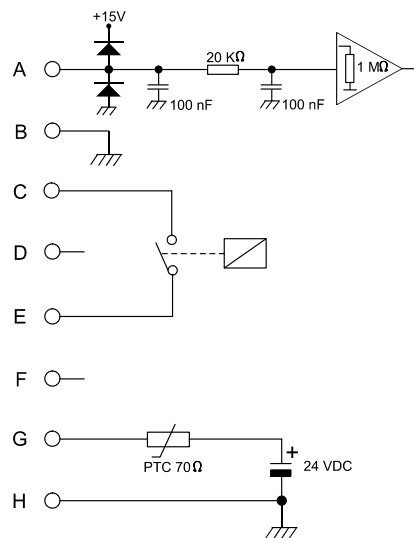 +15V
A
20 KΩ
1 MΩ
100 nF
100 nF
B
C
D
E
F
G
+
24 VDC
PTC 70Ω
H